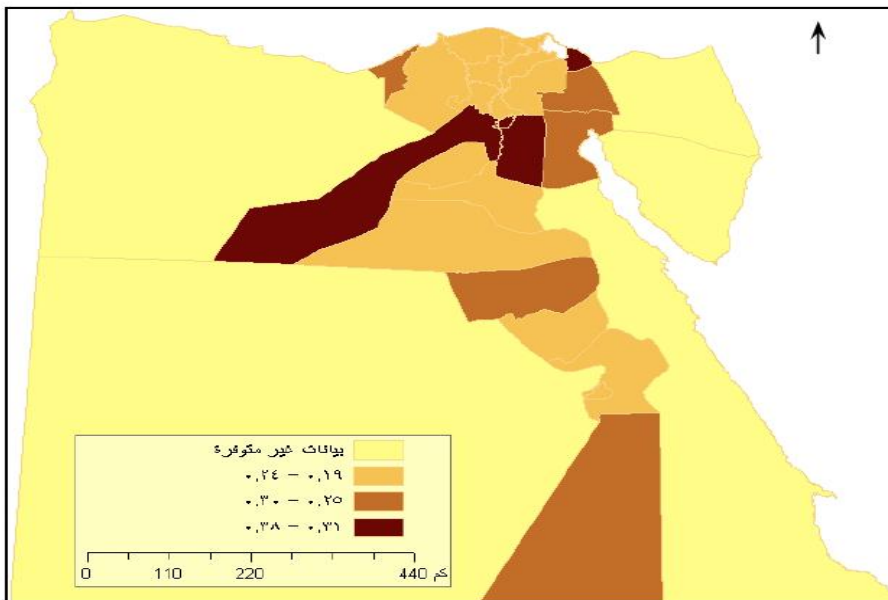 بيانات غير متوفرة
٠,١٩ – ٠,٢٤
٠,٢٥ – ٠,٣٠
٠,٣١ – ٠,٣٨
0 110 220 440 كم